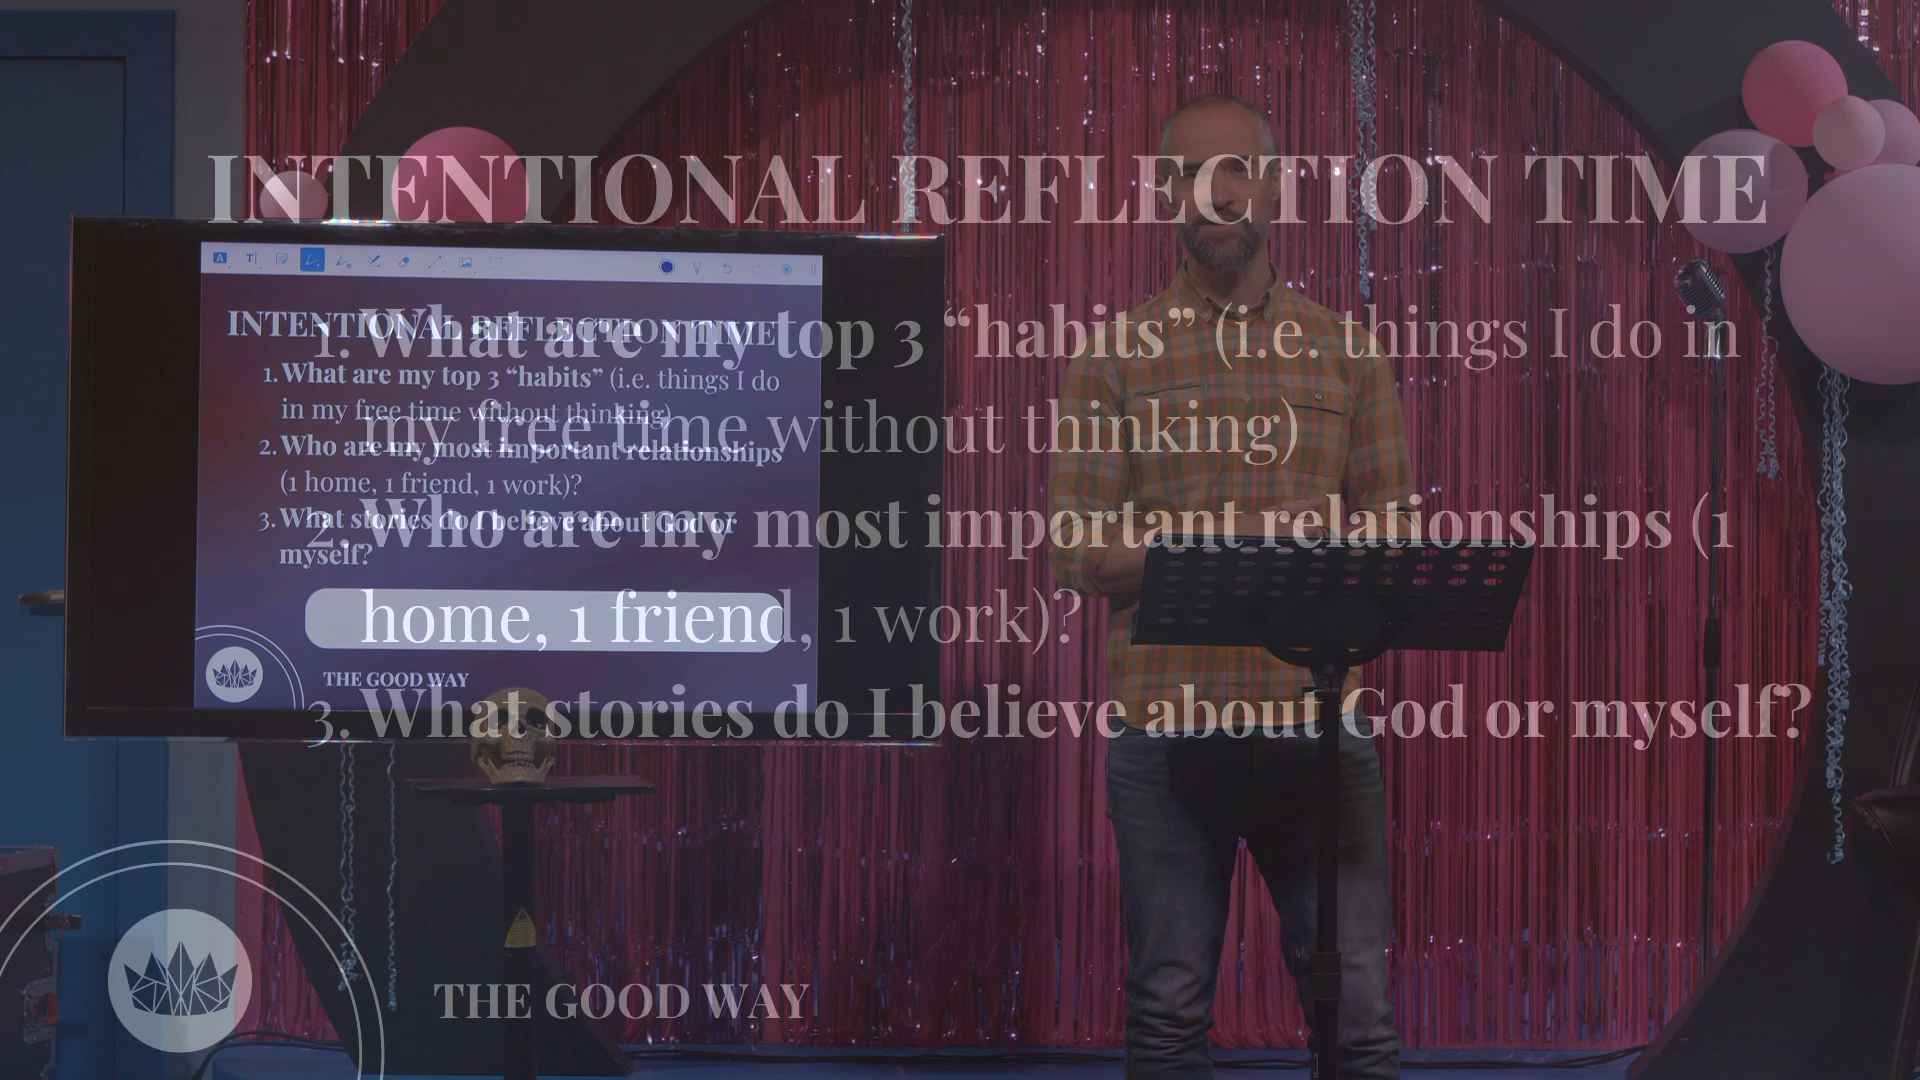 INTENTIONAL REFLECTION TIME
1. What are my top 3 “habits” (i.e. things I do in
my free time without thinking)
2. Who are my most important relationships (1
home, 1 friend, 1 work)?
3. What stories do I believe about God or myself?
THE GOOD WAY
INTENTIONAL REFLECTION TIME
1. What are my top 3 “habits” (i.e. things I do
in my free time without thinking)
2. Who are my most important relationships
(1 home, 1 friend, 1 work)?
3. What stories do I believe about God or
myself?
THE GOOD WAY